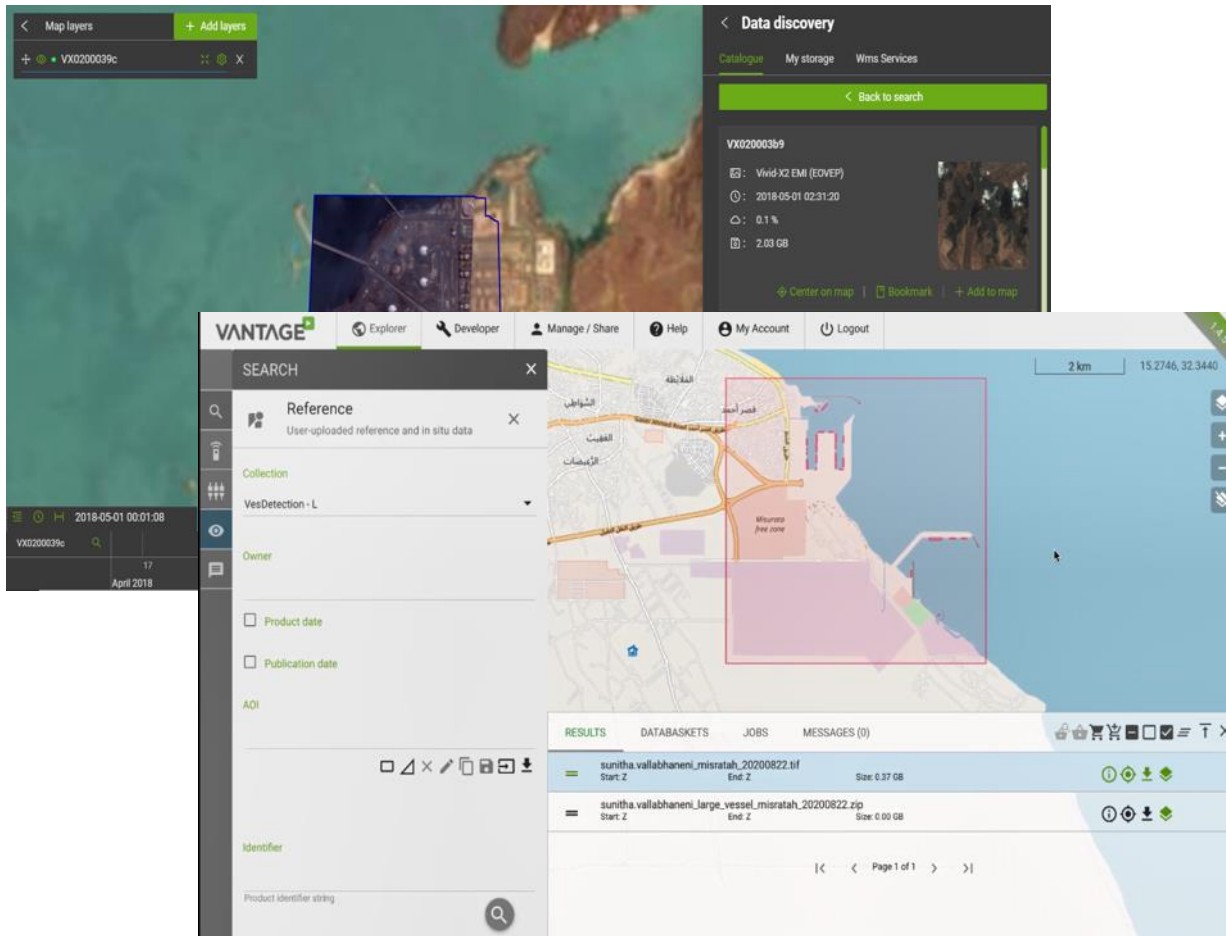 Map layers
+ Add layers
VX0200039c
X
Data discovery
Catalogue My storage Wms Services
Back to search
VX020003b9
: Vivid-X2 EMI (EOVEP)
: 2018-05-01 02:31:20
: 0.1 %
: 2.03 GB
Center on map | Bookmark | + Add to map
2018-05-01 00:01:08
VX0200039c
17
April 2018
VANTAGE
Explorer Developer Manage / Share Help My Account Logout
SEARCH
Reference
User-uploaded reference and in situ data
Collection
VesDetection - L
Owner
Product date
Publication date
AOI
Identifier
Product identifier string
2 km
15.2746, 32.3440
الشواطي
قصر أحمد
الغفيت
Misurata
free zone
RESULTS DATABASKETS JOBS MESSAGES (0)
sunitha.vallabhaneni_misratah_20200822.tif
Start: Z End: Z Size: 0.37 GB
sunitha.vallabhaneni_large_vessel_misratah_20200822.zip
Start: Z End: Z Size: 0.00 GB
Page 1 of 1